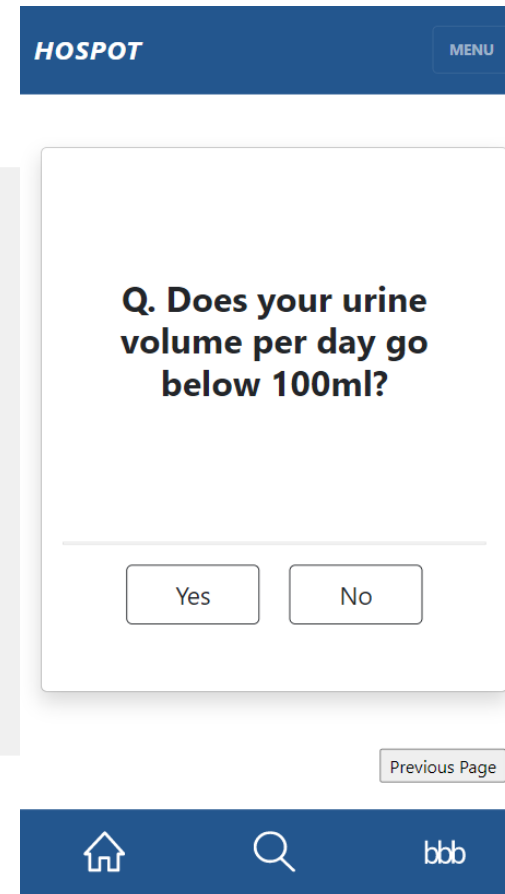 HOSPOT
MENU
Q. Does your urine
volume per day go
below 100ml?
Yes
No
Previous Page
bbb